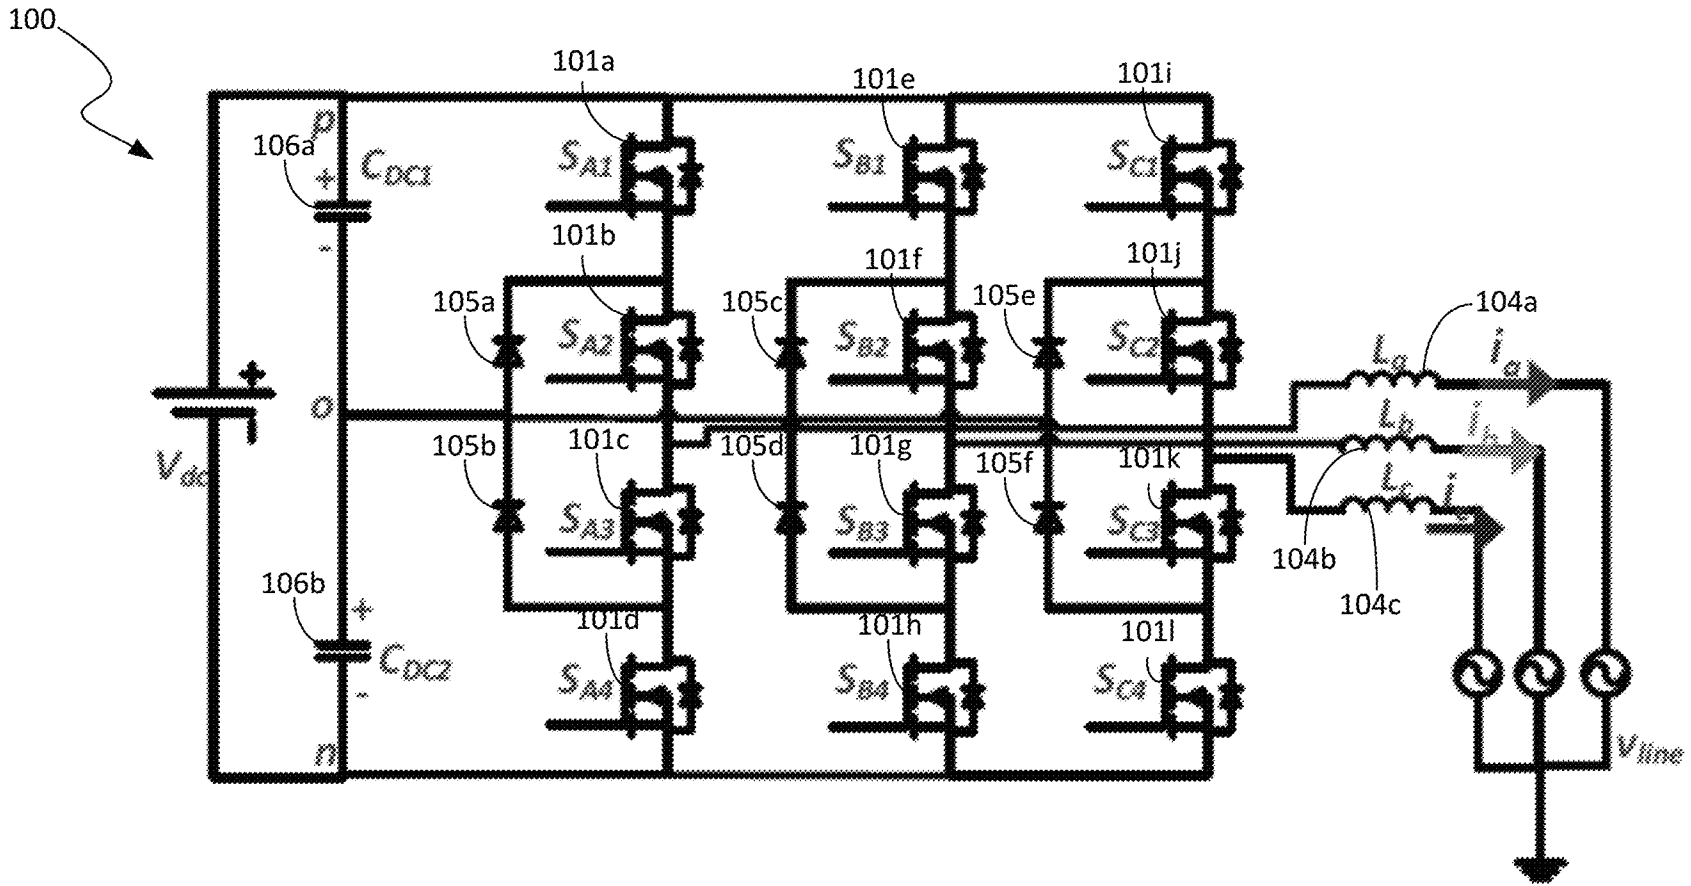 100
101a
101e
101i
p
106a
+
C_DC1
S_A1
S_B1
S_C1
-
101b
101f
101j
105a
105c
105e
104a
S_A2
S_B2
S_C2
L_a
i_a
+
o
V_dc
105b
101c
105d
101g
105f
101k
L_b
i_b
L_c
i_c
S_A3
S_B3
S_C3
104b
104c
106b
+
C_DC2
-
101d
101h
101l
S_A4
S_B4
S_C4
n
v_line